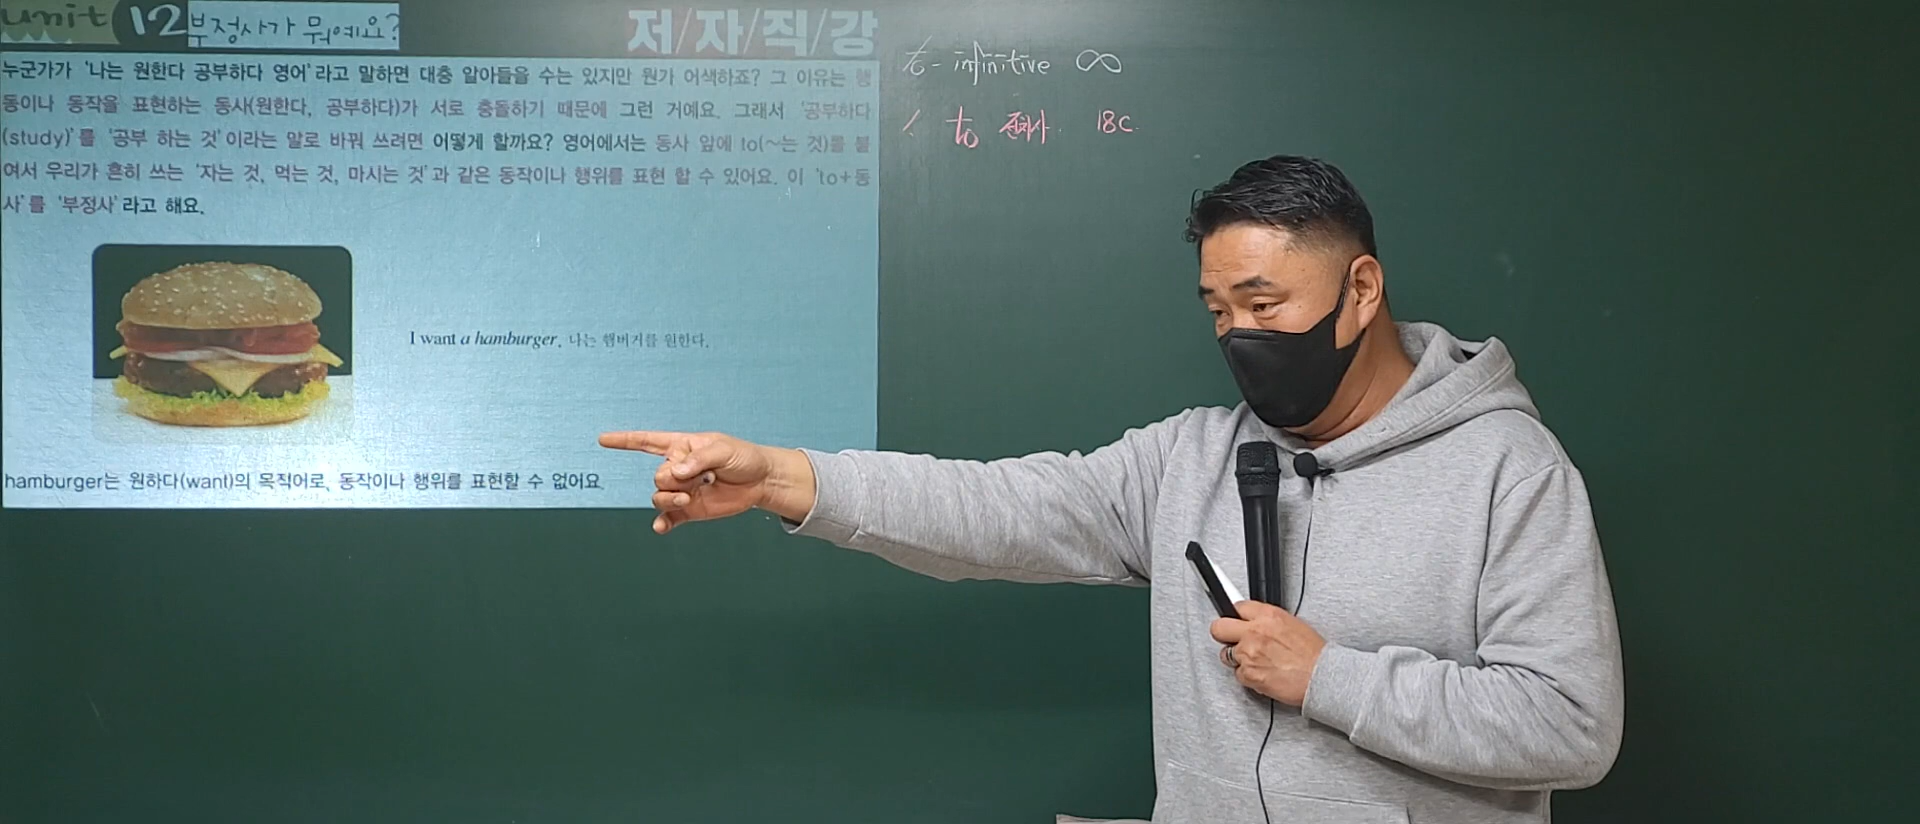 unit 12 부정사가 뭐예요?
저/자/직/강
누군가가 '나는 원한다 공부하다 영어'라고 말하면 대충 알아들을 수는 있지만 뭔가 어색하죠? 그 이유는 행
동이나 동작을 표현하는 동사(원한다, 공부하다)가 서로 충돌하기 때문에 그런 거예요. 그래서 '공부하다
(study)'를 '공부 하는 것'이라는 말로 바꿔 쓰려면 어떻게 할까요? 영어에서는 동사 앞에 to(~는 것)를 붙
여서 우리가 흔히 쓰는 '자는 것, 먹는 것, 마시는 것'과 같은 동작이나 행위를 표현 할 수 있어요. 이 'to+동
사'를 '부정사'라고 해요.
I want a hamburger. 나는 햄버거를 원한다.
hamburger는 원하다(want)의 목적어로, 동작이나 행위를 표현할 수 없어요.
to-infinitive ∞
to 전치사. 18C.